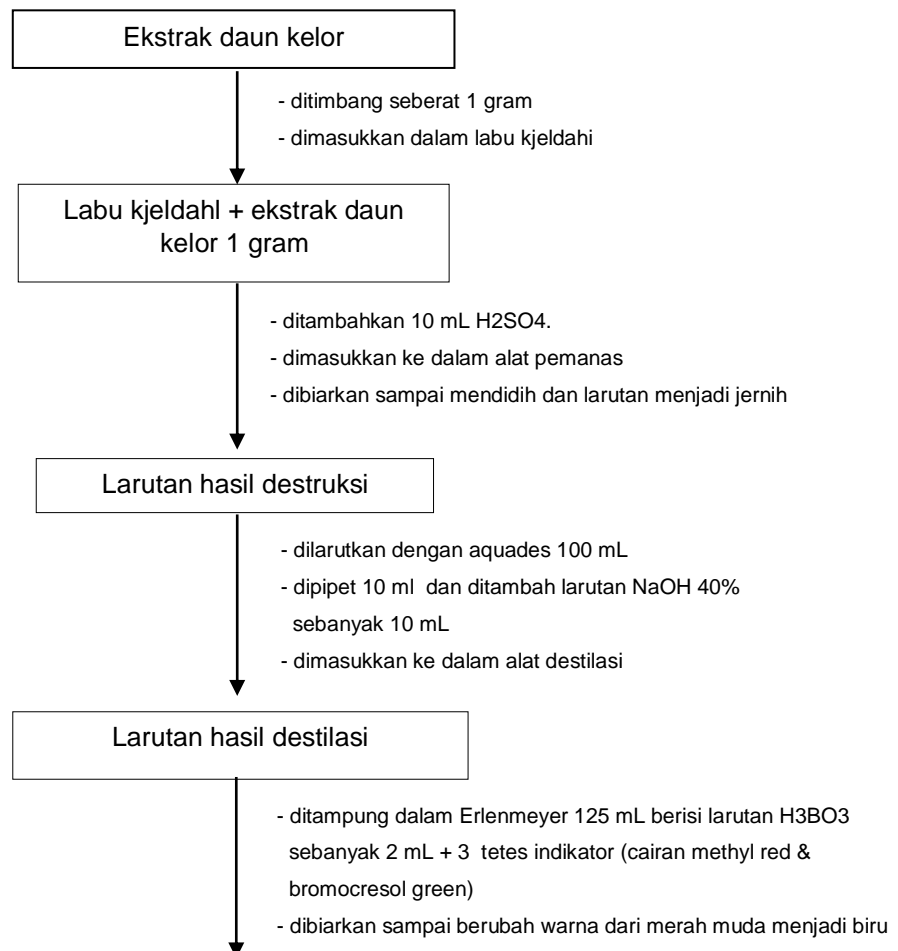 Ekstrak daun kelor
- ditimbang seberat 1 gram
- dimasukkan dalam labu kjeldahi
Labu kjeldahl + ekstrak daun
kelor 1 gram
- ditambahkan 10 mL H2SO4.
- dimasukkan ke dalam alat pemanas
- dibiarkan sampai mendidih dan larutan menjadi jernih
Larutan hasil destruksi
- dilarutkan dengan aquades 100 mL
- dipipet 10 ml dan ditambah larutan NaOH 40%
sebanyak 10 mL
- dimasukkan ke dalam alat destilasi
Larutan hasil destilasi
- ditampung dalam Erlenmeyer 125 mL berisi larutan H3BO3
sebanyak 2 mL + 3 tetes indikator (cairan methyl red &
bromocresol green)
- dibiarkan sampai berubah warna dari merah muda menjadi biru